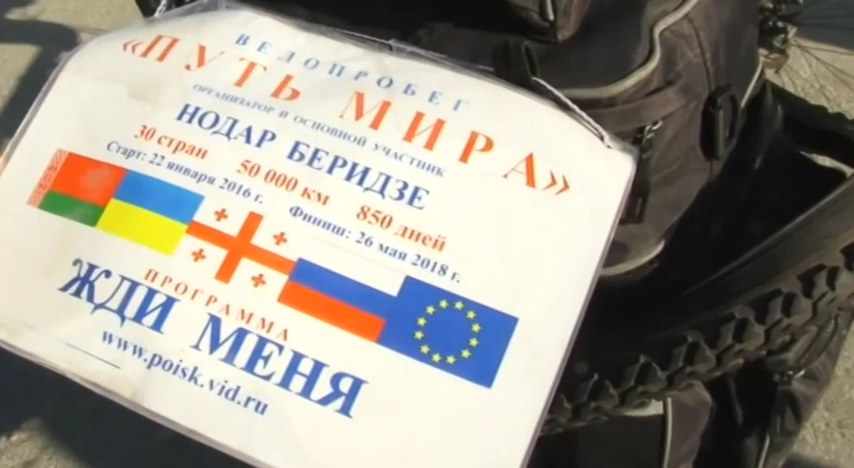 ВЕЛОПРОБЕГ
«ПУТЬ МИРА»
ОРГАНИЗАТОР И ОСНОВНОЙ УЧАСТНИК
НОДАР БЕРИДЗЕ
30 стран 50 000 км 850 дней
Старт: 22 января 2016 г. Финиш: 26 мая 2018 г.
ПРОГРАММА
ЖДИ МЕНЯ
www.poisk.vid.ru